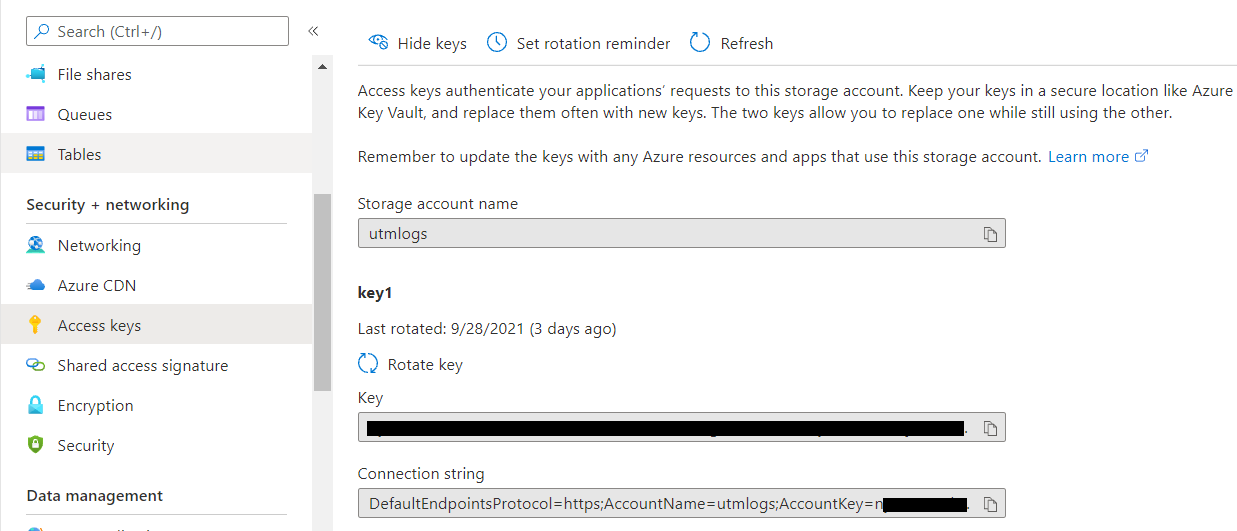 Search (Ctrl+/)
«
File shares
Queues
Tables
Security + networking
Networking
Azure CDN
Access keys
Shared access signature
Encryption
Security
Data management
Hide keys
Set rotation reminder
Refresh
Access keys authenticate your applications’ requests to this storage account. Keep your keys in a secure location like Azure
Key Vault, and replace them often with new keys. The two keys allow you to replace one while still using the other.
Remember to update the keys with any Azure resources and apps that use this storage account. Learn more
Storage account name
utmlogs
key1
Last rotated: 9/28/2021 (3 days ago)
Rotate key
Key
Connection string
DefaultEndpointsProtocol=https;AccountName=utmlogs;AccountKey=